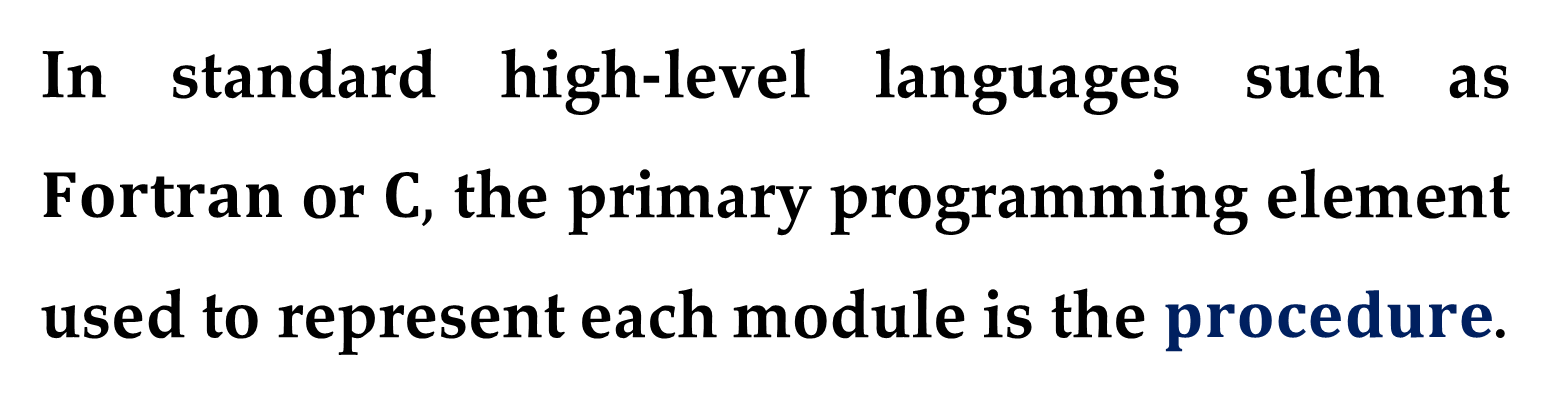 In standard high-level languages such as
Fortran or C, the primary programming element
used to represent each module is the procedure.